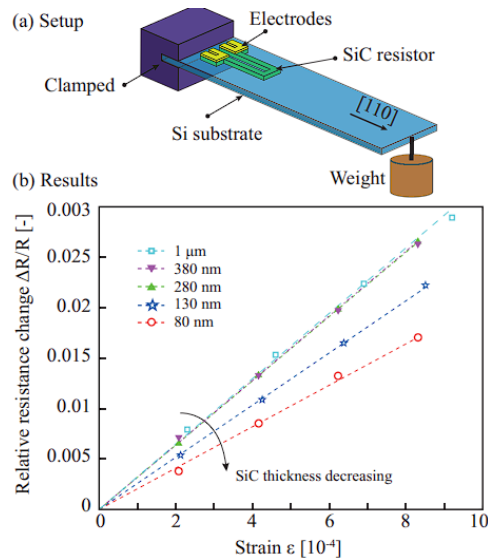 (a) Setup
Electrodes
SiC resistor
Clamped
[110]
Si substrate
Weight
(b) Results
0.003
0.025
0.02
0.015
0.01
0.005
0
Relative resistance change ΔR/R [-]
1 μm
380 nm
280 nm
130 nm
80 nm
SiC thickness decreasing
0 2 4 6 8 10
Strain ε [10⁻⁴]